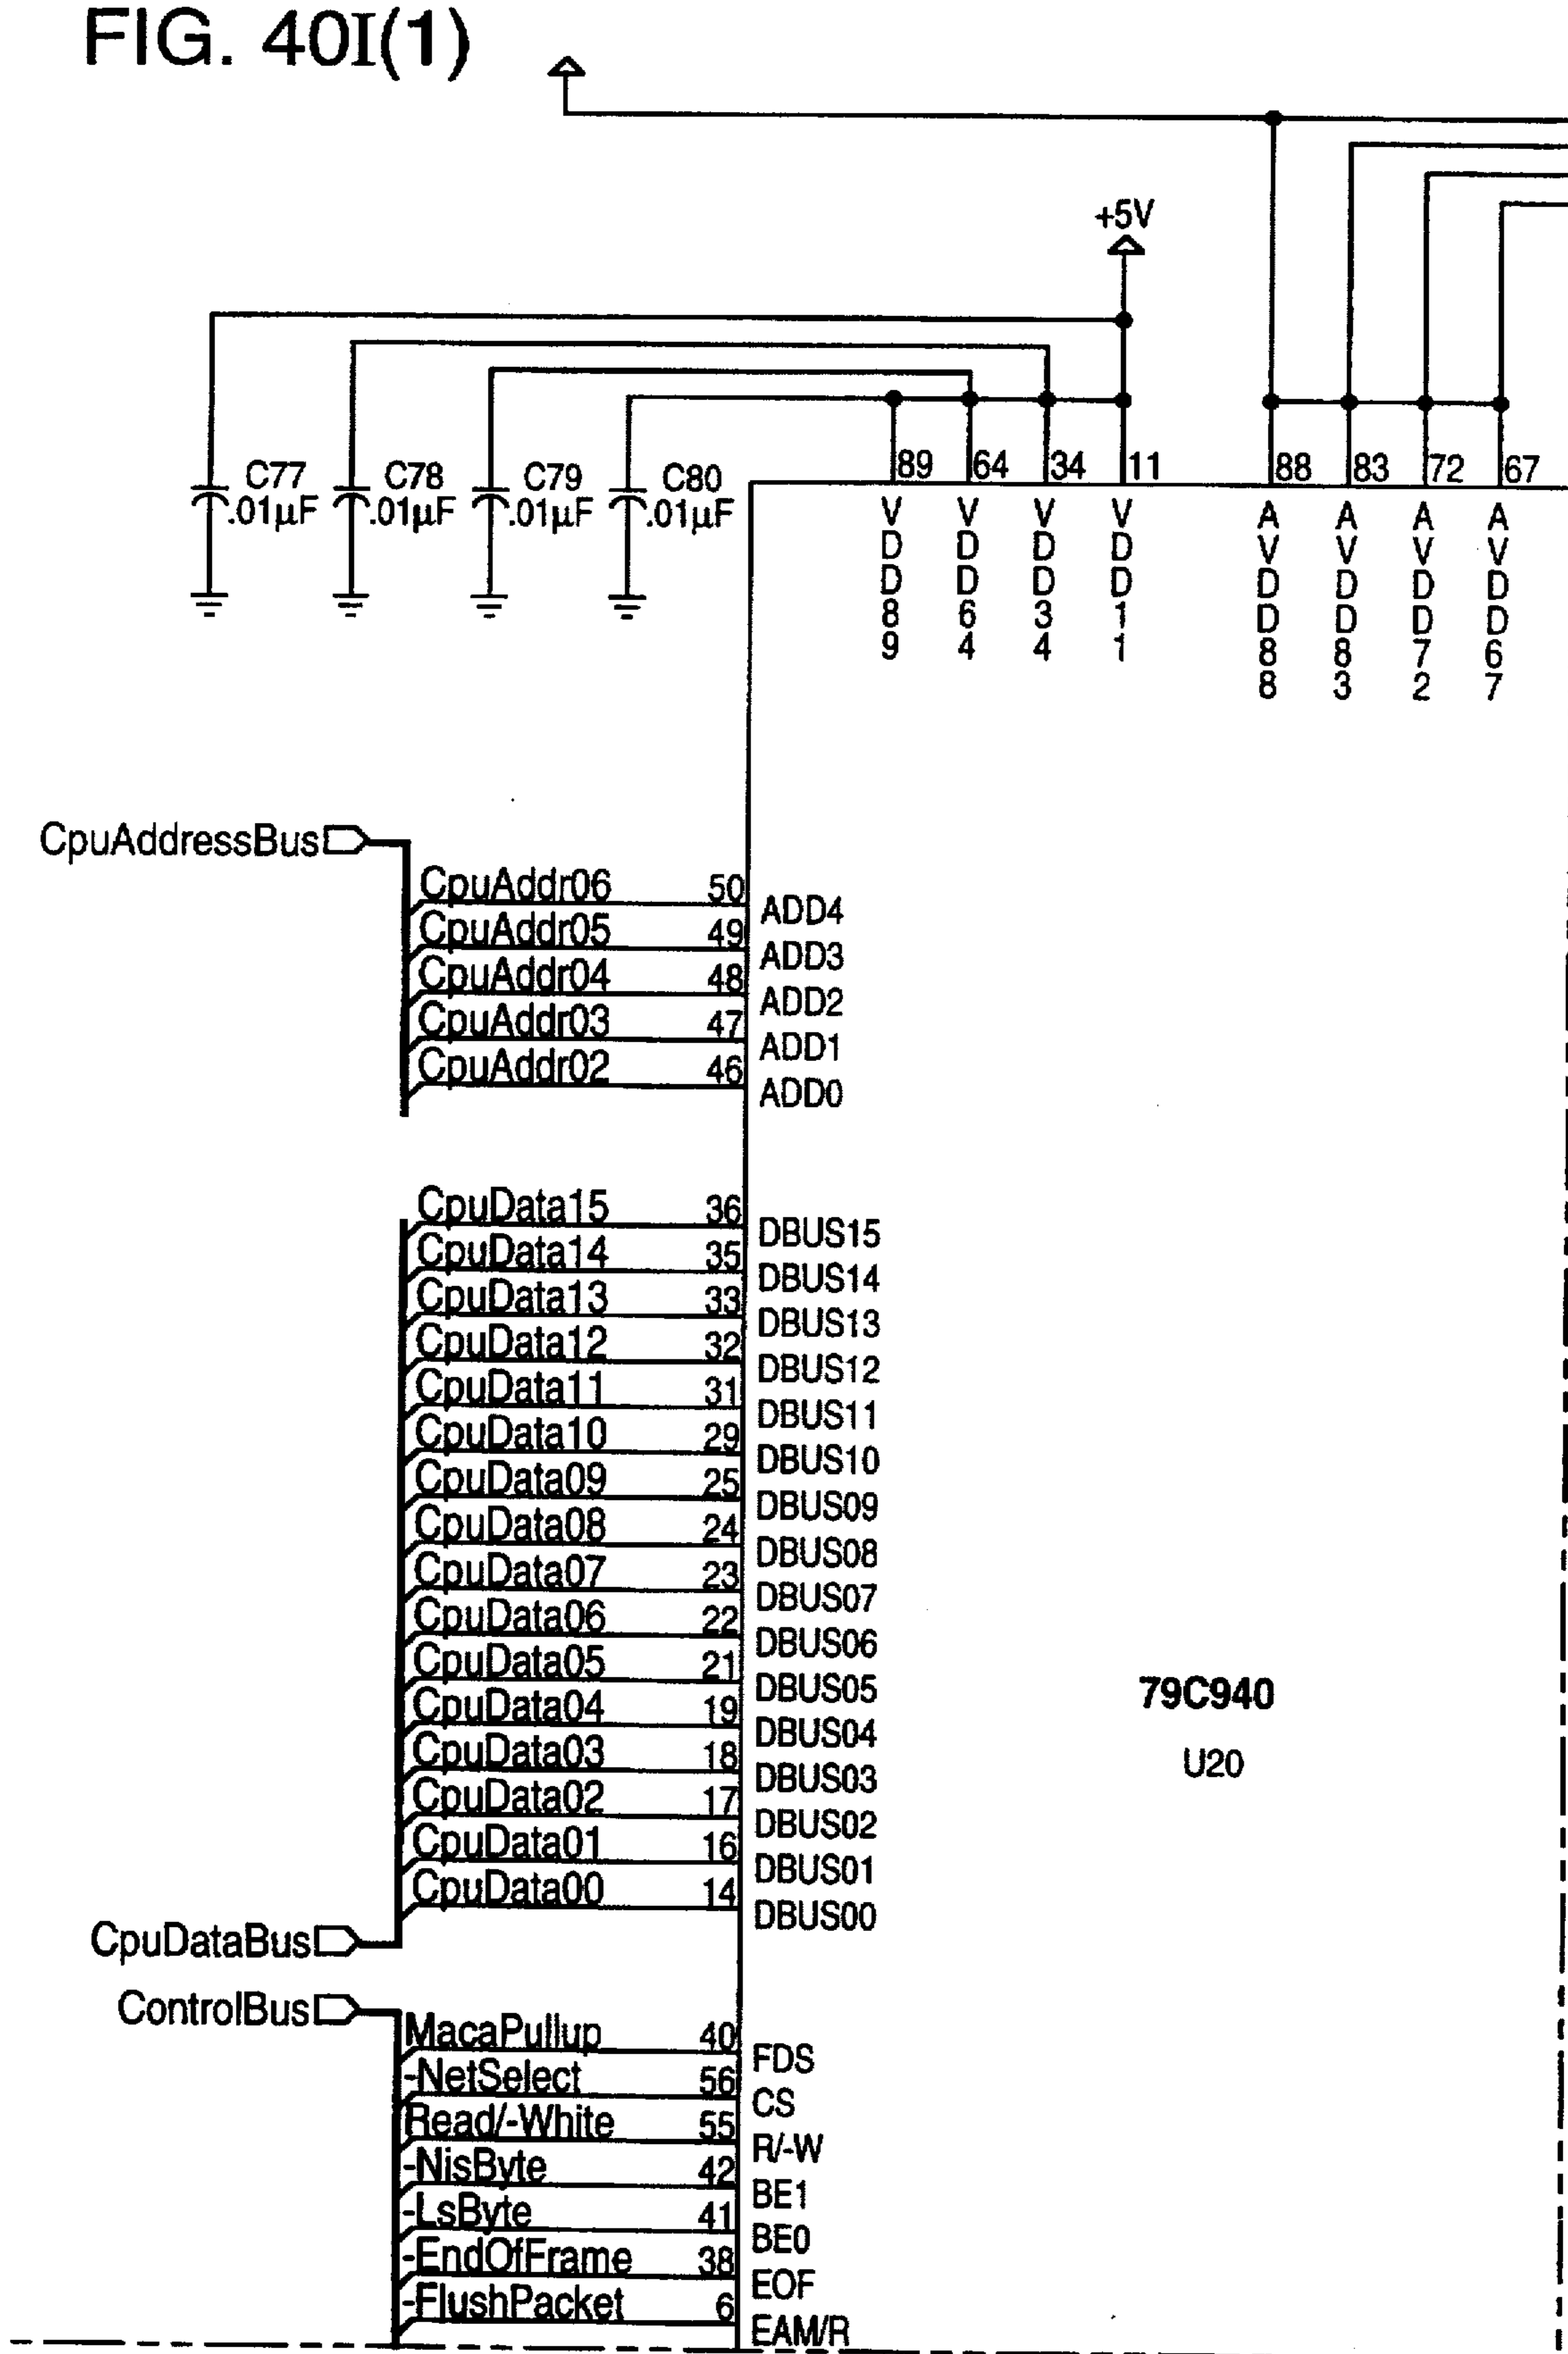 FIG. 40I(1)
+5V
C77 .01µF
C78 .01µF
C79 .01µF
C80 .01µF
89 64 34 11 88 83 72 67
VDD89 VDD64 VDD34 VDD11 AVDD88 AVDD83 AVDD72 AVDD67
CpuAddressBus
CpuAddr06 50 ADD4
CpuAddr05 49 ADD3
CpuAddr04 48 ADD2
CpuAddr03 47 ADD1
CpuAddr02 46 ADD0
CpuData15 36 DBUS15
CpuData14 35 DBUS14
CpuData13 33 DBUS13
CpuData12 32 DBUS12
CpuData11 31 DBUS11
CpuData10 29 DBUS10
CpuData09 25 DBUS09
CpuData08 24 DBUS08
CpuData07 23 DBUS07
CpuData06 22 DBUS06
CpuData05 21 DBUS05
CpuData04 19 DBUS04
CpuData03 18 DBUS03
CpuData02 17 DBUS02
CpuData01 16 DBUS01
CpuData00 14 DBUS00
79C940
U20
CpuDataBus
ControlBus
MacaPullup 40 FDS
-NetSelect 56 CS
Read/-White 55 R/-W
-NisByte 42 BE1
-LsByte 41 BE0
-EndOfFrame 38 EOF
-FlushPacket 6 EAM/R